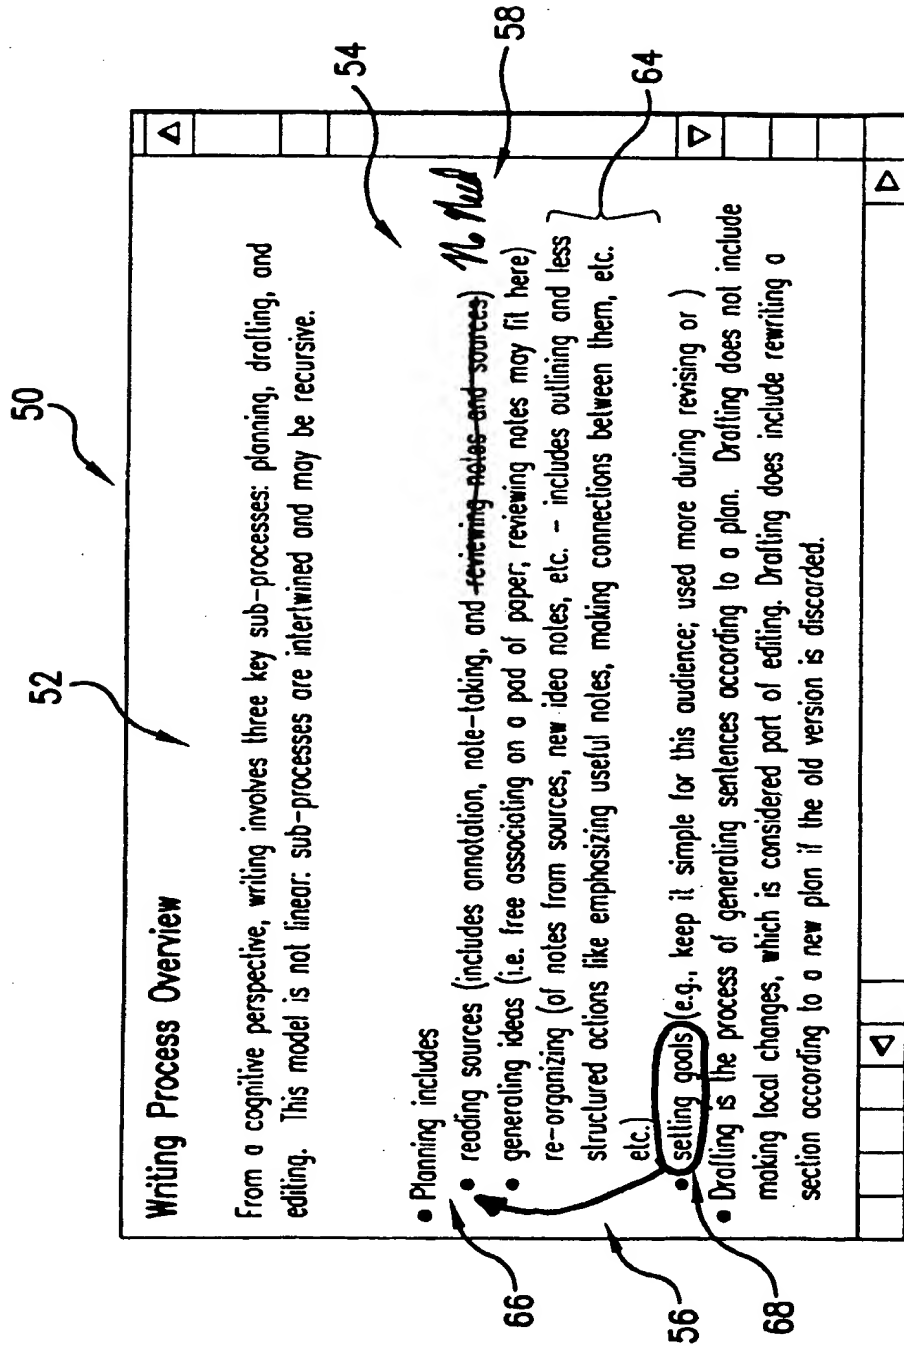 50
52
54
Writing Process Overview
From a cognitive perspective, writing involves three key sub-processes: planning, drafting, and
editing. This model is not linear: sub-processes are intertwined and may be recursive.
• Planning includes
66
• reading sources (includes annotation, note-taking, and reviewing notes and sources) No Need
58
• generating ideas (i.e. free associating on a pad of paper; reviewing notes may fit here)
re-organizing (of notes from sources, new idea notes, etc. - includes outlining and less
structured actions like emphasizing useful notes, making connections between them, etc.
etc.)
64
56
• setting goals (e.g., keep it simple for this audience; used more during revising or )
68
• Drafting is the process of generating sentences according to a plan. Drafting does not include
making local changes, which is considered part of editing. Drafting does include rewriting a
section according to a new plan if the old version is discarded.